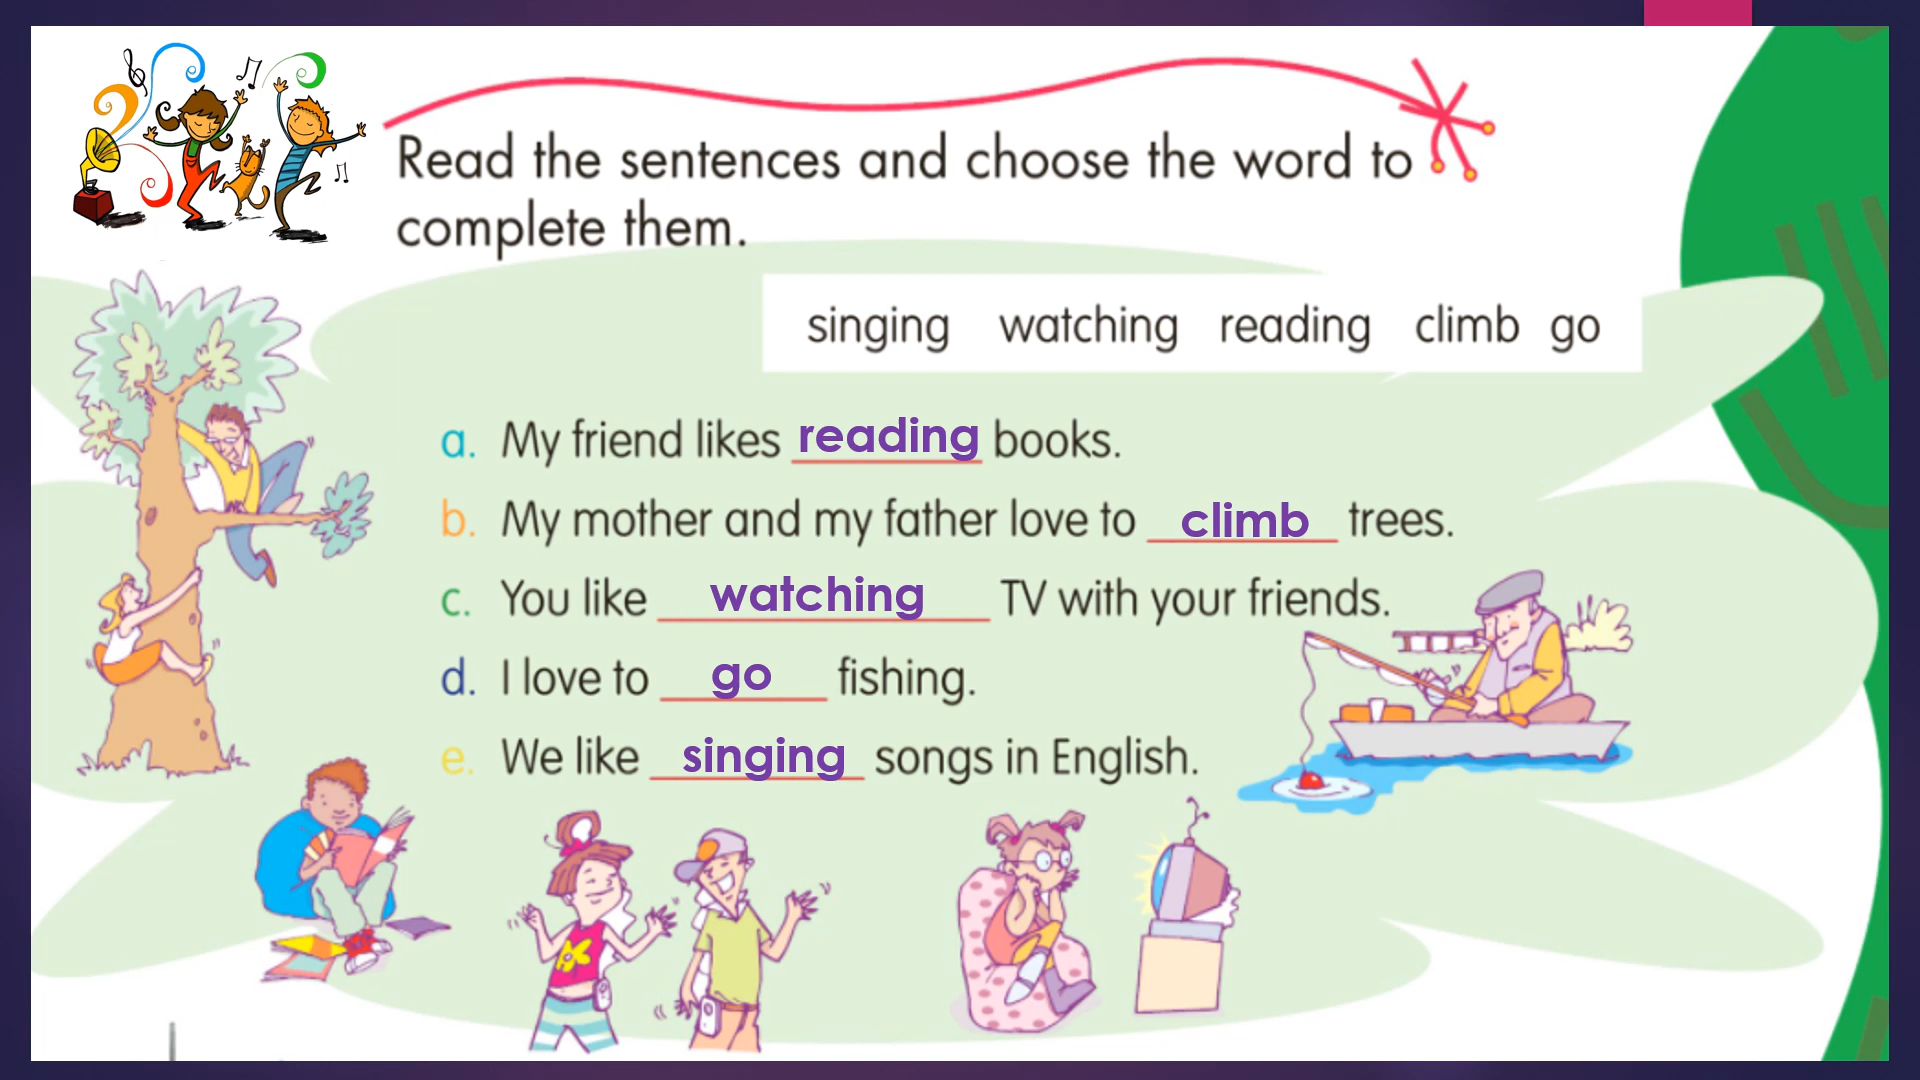 Read the sentences and choose the word to
complete them.
singing watching reading climb go
a. My friend likes reading books.
b. My mother and my father love to climb trees.
c. You like watching TV with your friends.
d. I love to go fishing.
e. We like singing songs in English.